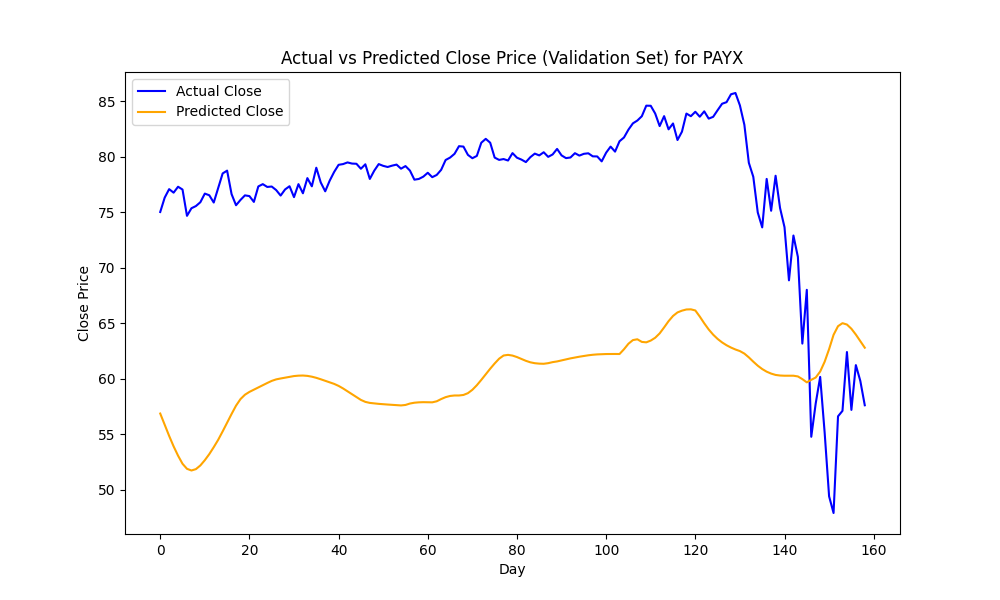 Actual vs Predicted Close Price (Validation Set) for PAYX
Actual Close
Predicted Close
Close Price
85
80
75
70
65
60
55
50
0 20 40 60 80 100 120 140 160
Day